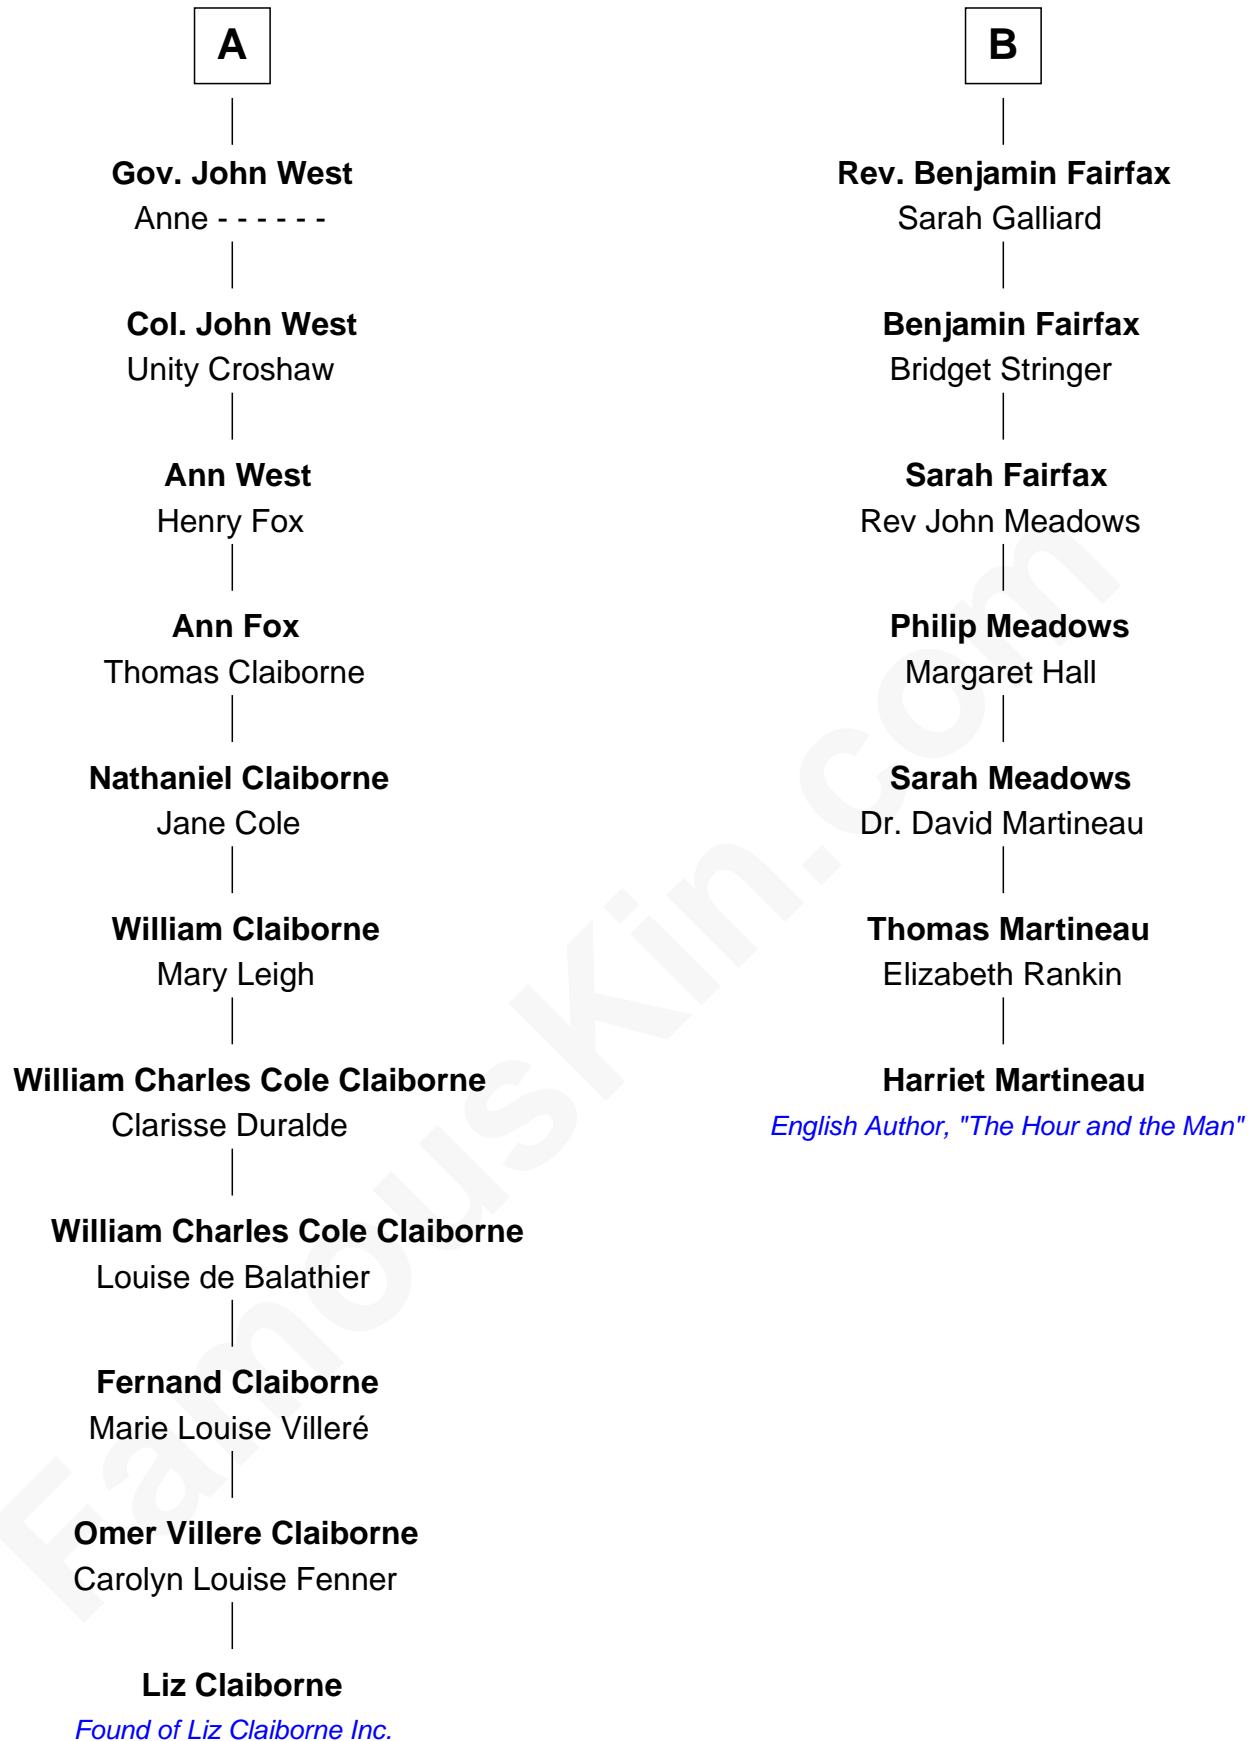 A
Gov. John West
Anne - - - - - -
Col. John West
Unity Croshaw
Ann West
Henry Fox
Ann Fox
Thomas Claiborne
Nathaniel Claiborne
Jane Cole
William Claiborne
Mary Leigh
William Charles Cole Claiborne
Clarisse Duralde
William Charles Cole Claiborne
Louise de Balathier
Fernand Claiborne
Marie Louise Villeré
Omer Villere Claiborne
Carolyn Louise Fenner
Liz Claiborne
Found of Liz Claiborne Inc.
B
Rev. Benjamin Fairfax
Sarah Galliard
Benjamin Fairfax
Bridget Stringer
Sarah Fairfax
Rev John Meadows
Philip Meadows
Margaret Hall
Sarah Meadows
Dr. David Martineau
Thomas Martineau
Elizabeth Rankin
Harriet Martineau
English Author, "The Hour and the Man"
FamousKin.com